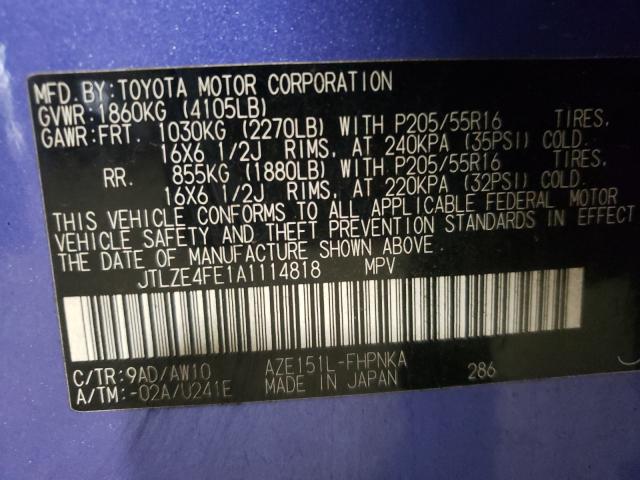 MFD.BY:TOYOTA MOTOR CORPORATION
GVWR:1860KG (4105LB)
GAWR:FRT. 1030KG (2270LB) WITH P205/55R16 TIRES,
16X6 1/2J RIMS, AT 240KPA (35PSI) COLD.
RR. 855KG (1880LB) WITH P205/55R16 TIRES,
16X6 1/2J RIMS, AT 220KPA (32PSI) COLD.
THIS VEHICLE CONFORMS TO ALL APPLICABLE FEDERAL MOTOR
VEHICLE SAFETY AND THEFT PREVENTION STANDARDS IN EFFECT
THE DATE OF MANUFACTURE SHOWN ABOVE.
JTLZE4FE1A1114818 MPV
C/TR:9AD/AW10 AZE151L-FHPNKA
A/TM:-02A/U241E MADE IN JAPAN 286